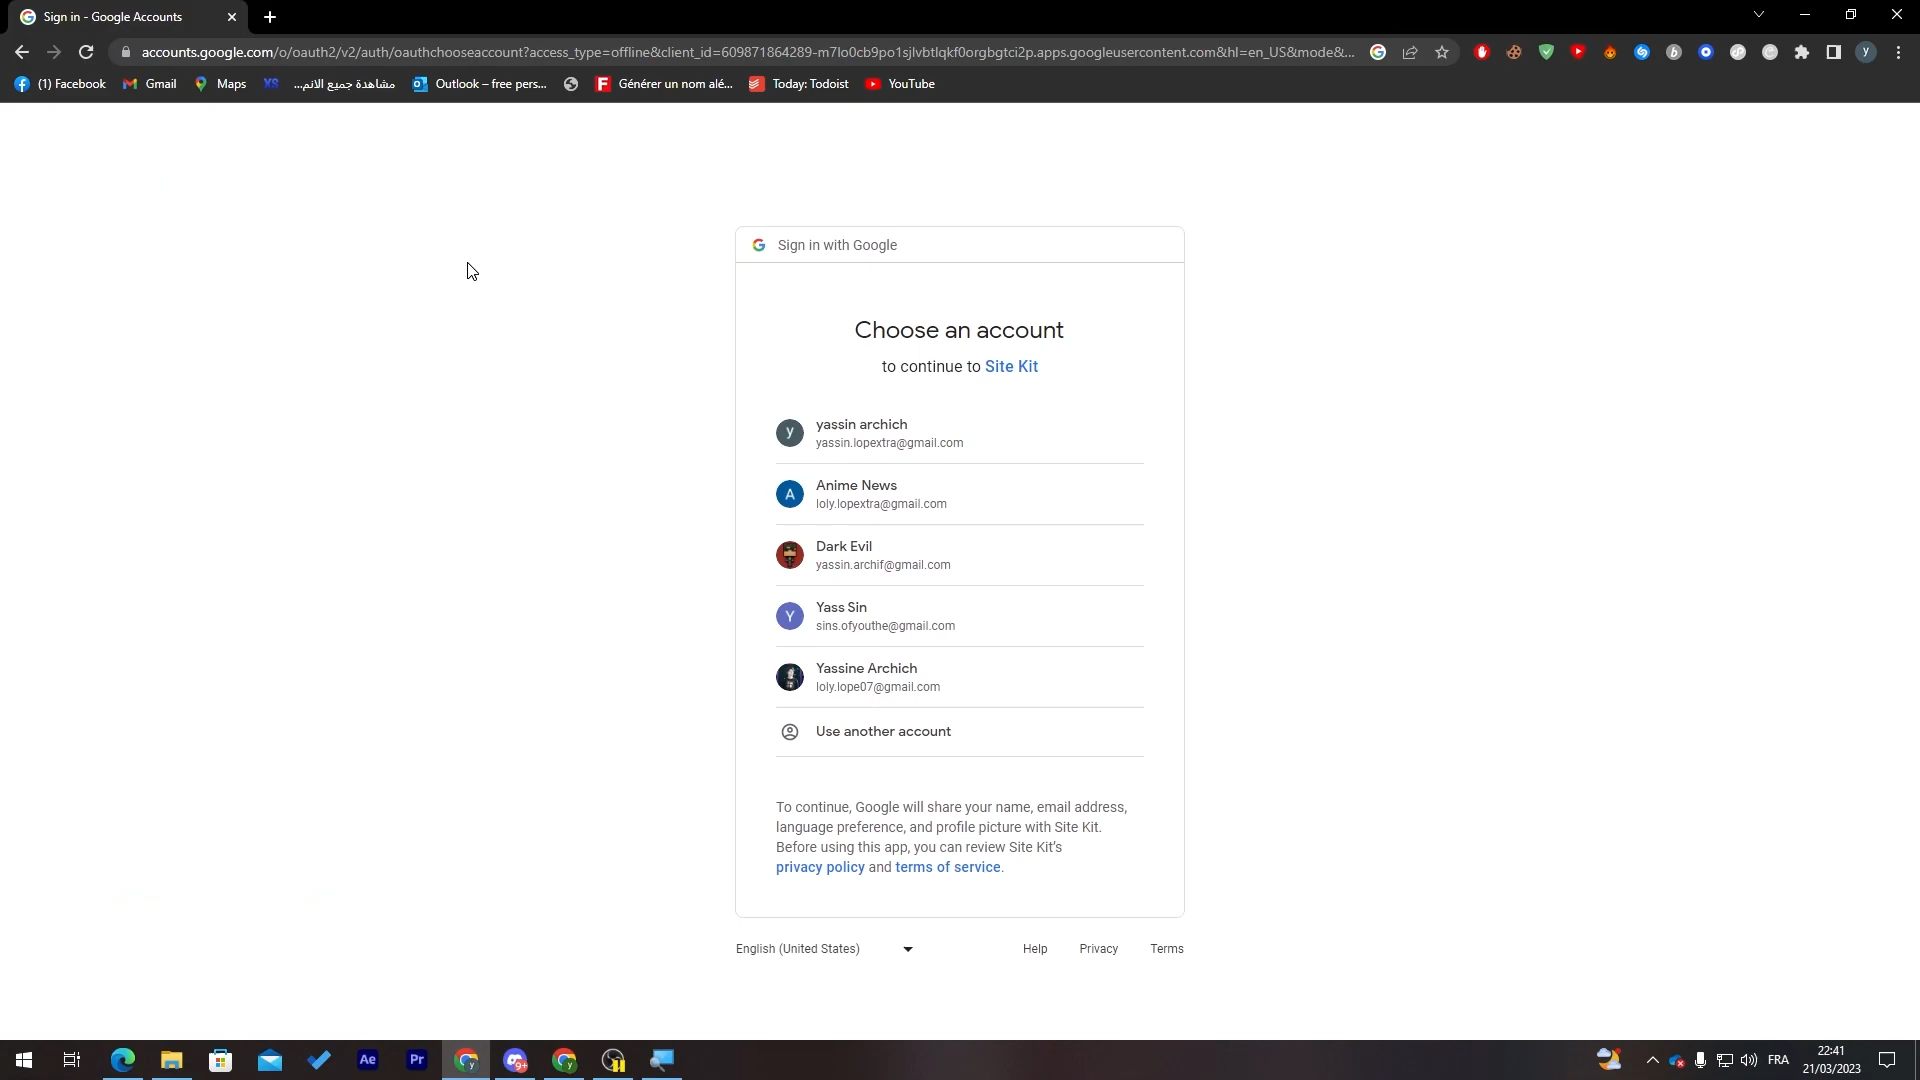 Sign in - Google Accounts
accounts.google.com/o/oauth2/v2/auth/oauthchooseaccount?access_type=offline&client_id=609871864289-m7lo0cb9po1sjlvbtlqkf0orgbgtci2p.apps.googleusercontent.com&hl=en_US&mode&...
(1) Facebook Gmail Maps XS مشاهدة جميع الانم... Outlook – free pers... Générer un nom alé... Today: Todoist YouTube
Sign in with Google
Choose an account
to continue to Site Kit
y yassin archich
yassin.lopextra@gmail.com
A Anime News
loly.lopextra@gmail.com
Dark Evil
yassin.archif@gmail.com
Y Yass Sin
sins.ofyouthe@gmail.com
Yassine Archich
loly.lope07@gmail.com
Use another account
To continue, Google will share your name, email address,
language preference, and profile picture with Site Kit.
Before using this app, you can review Site Kit's
privacy policy and terms of service.
English (United States) Help Privacy Terms
Ae Pr 9+ FRA 22:41
21/03/2023